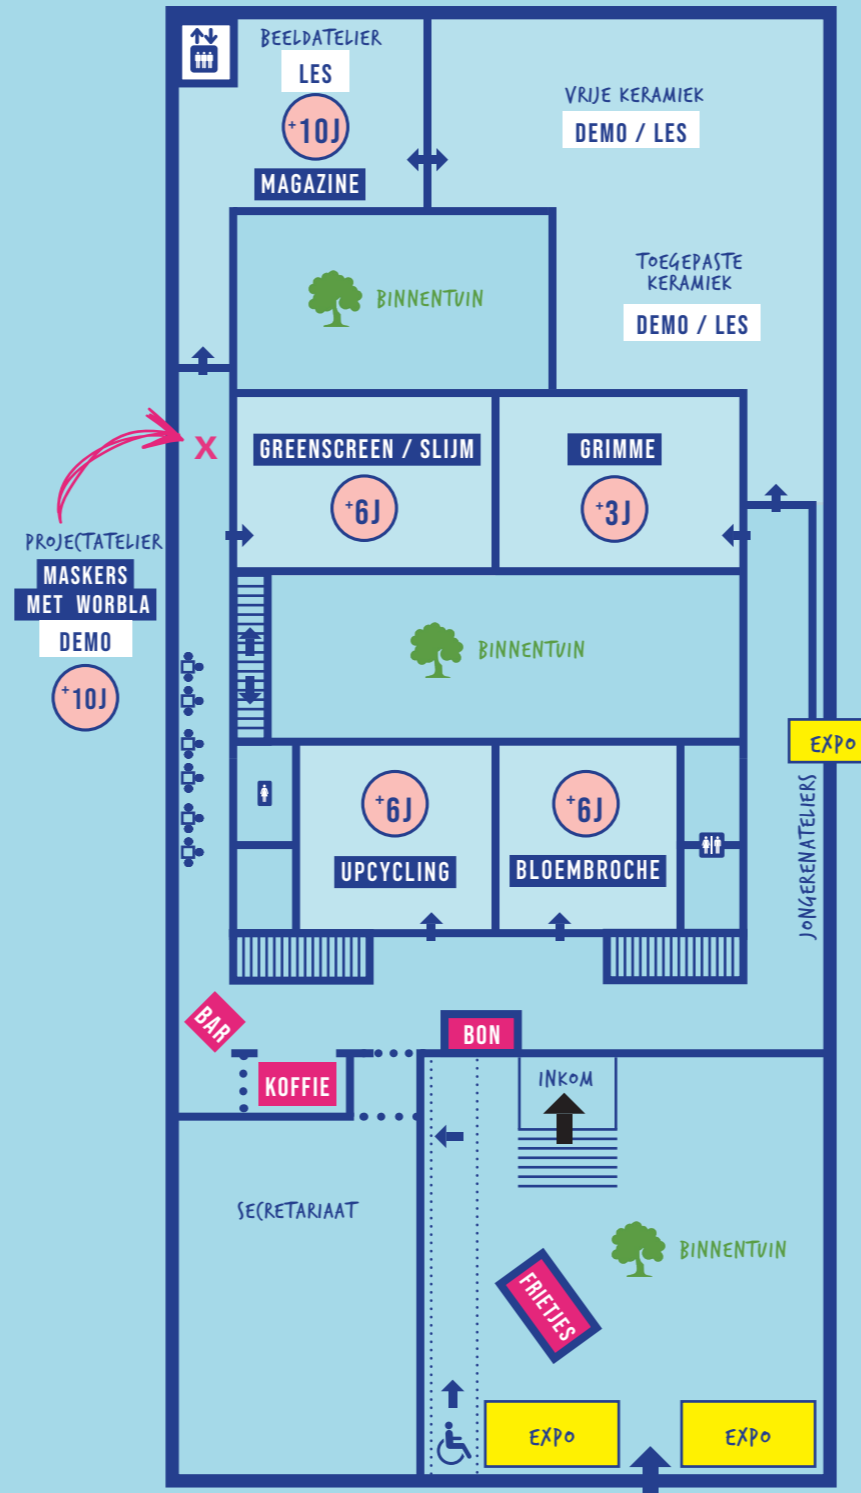 BEELDATELIER
LES
+10J
MAGAZINE
VRIJE KERAMIEK
DEMO / LES
TOEGEPASTE
KERAMIEK
DEMO / LES
BINNENTUIN
X
GREENSCREEN / SLIJM
+6J
GRIMME
+3J
PROJECTATELIER
MASKERS
MET WORBLA
DEMO
+10J
BINNENTUIN
EXPO
JONGERENATELIERS
+6J
UPCYCLING
+6J
BLOEMBROCHE
BAR
KOFFIE
BON
INKOM
SECRETARIAAT
BINNENTUIN
FRIETJES
EXPO
EXPO